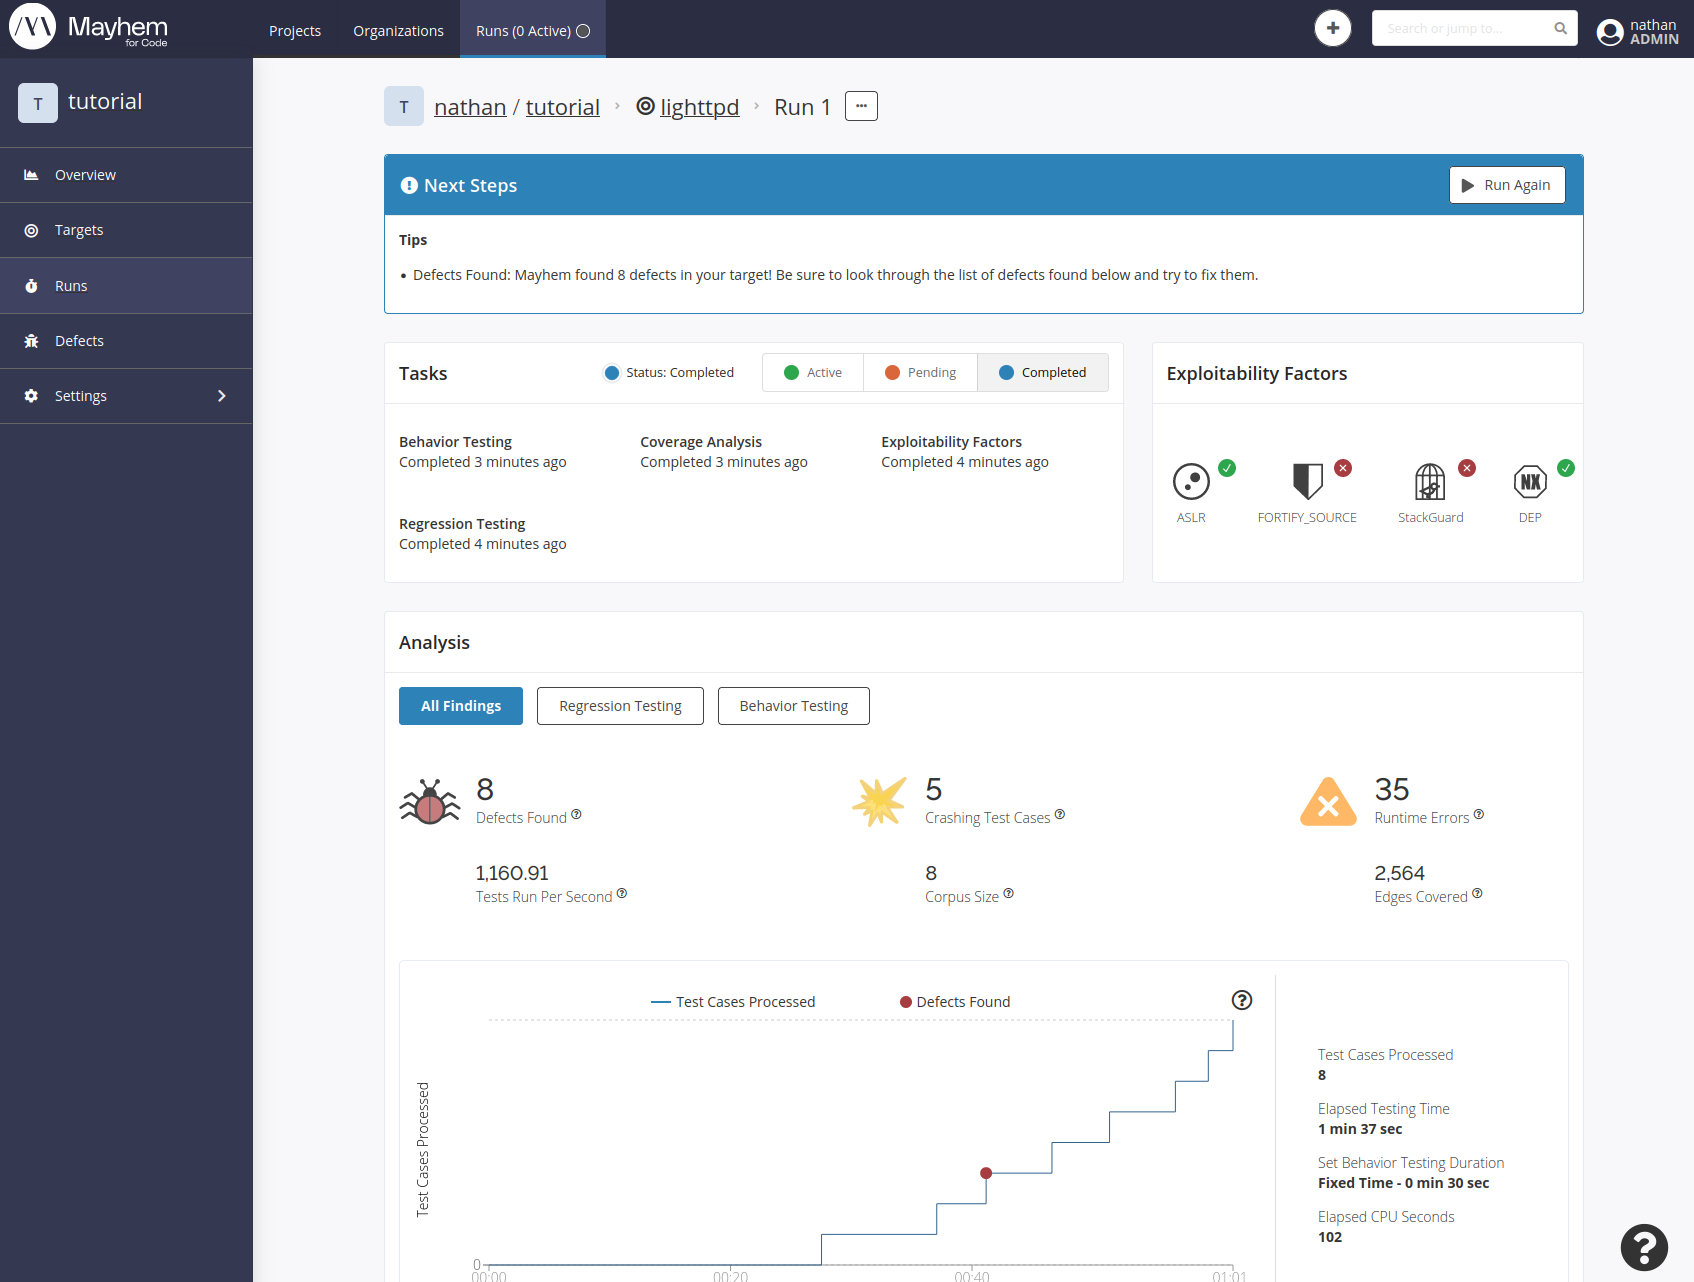 Mayhem
for Code
Projects
Organizations
Runs (0 Active)
Search or jump to...
nathan
ADMIN
T tutorial
Overview
Targets
Runs
Defects
Settings
T nathan / tutorial › lighttpd › Run 1 ...
Next Steps
Run Again
Tips
• Defects Found: Mayhem found 8 defects in your target! Be sure to look through the list of defects found below and try to fix them.
Tasks
Status: Completed
Active
Pending
Completed
Behavior Testing
Completed 3 minutes ago
Coverage Analysis
Completed 3 minutes ago
Exploitability Factors
Completed 4 minutes ago
Regression Testing
Completed 4 minutes ago
Exploitability Factors
ASLR
FORTIFY_SOURCE
StackGuard
NX
DEP
Analysis
All Findings
Regression Testing
Behavior Testing
8
Defects Found
5
Crashing Test Cases
35
Runtime Errors
1,160.91
Tests Run Per Second
8
Corpus Size
2,564
Edges Covered
Test Cases Processed
Defects Found
Test Cases Processed
0
00:00
00:20
00:40
01:01
Test Cases Processed
8
Elapsed Testing Time
1 min 37 sec
Set Behavior Testing Duration
Fixed Time - 0 min 30 sec
Elapsed CPU Seconds
102